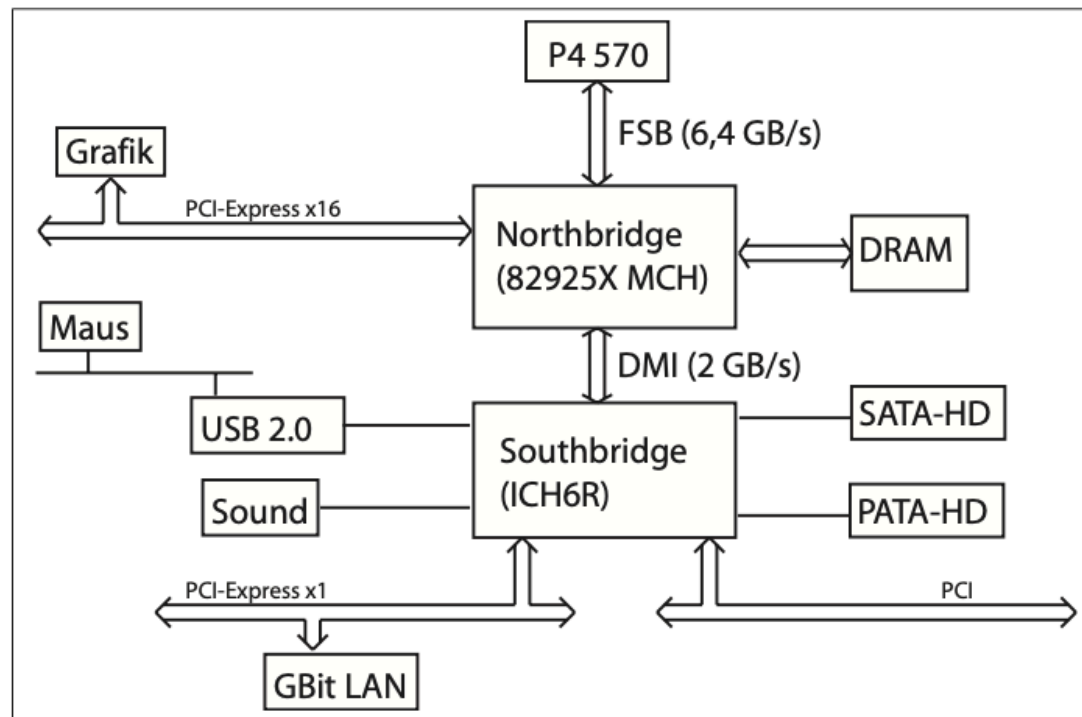 P4 570
FSB (6,4 GB/s)
Grafik
PCI-Express x16
Northbridge
(82925X MCH)
DRAM
Maus
DMI (2 GB/s)
USB 2.0
SATA-HD
Southbridge
(ICH6R)
Sound
PATA-HD
PCI-Express x1
PCI
GBit LAN